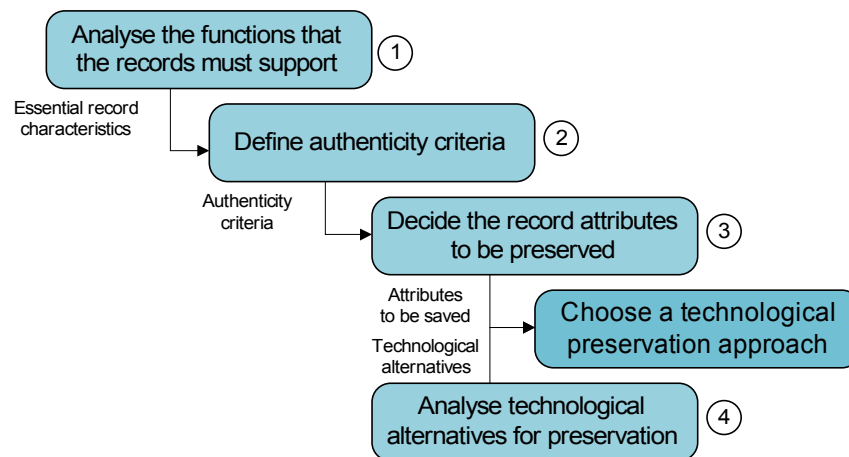 Analyse the functions that
the records must support
1
Essential record
characteristics
Define authenticity criteria
2
Authenticity
criteria
Decide the record attributes
to be preserved
3
Attributes
to be saved
Choose a technological
preservation approach
Technological
alternatives
Analyse technological
alternatives for preservation
4